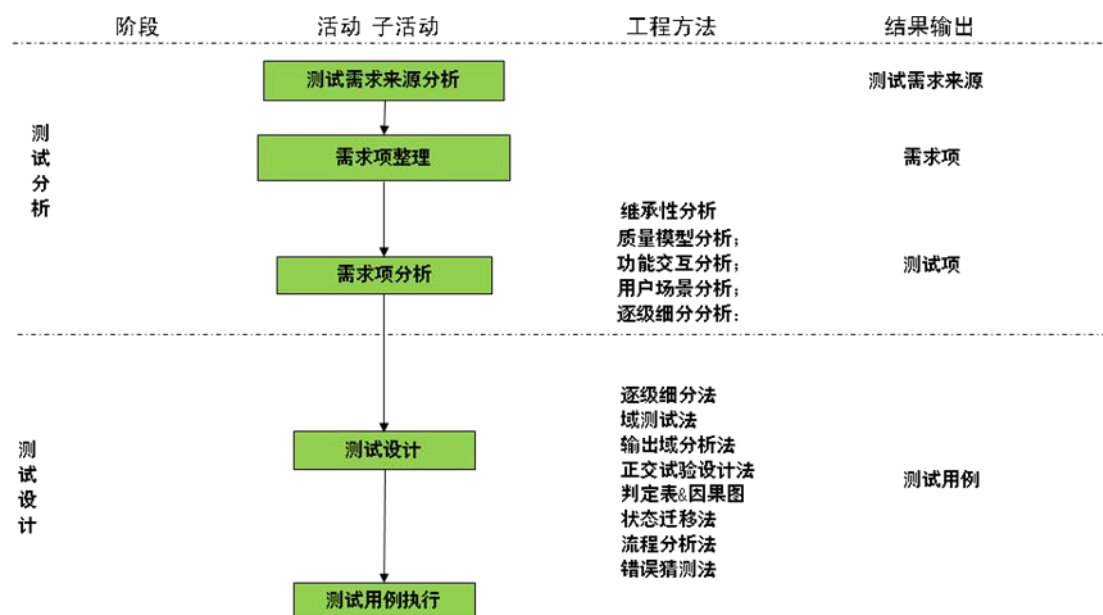 阶段 活动 子活动 工程方法 结果输出
测试需求来源分析 测试需求来源
测试分析
需求项整理 需求项
继承性分析
质量模型分析；
功能交互分析；
用户场景分析；
逐级细分分析：
需求项分析 测试项
测试设计
逐级细分法
域测试法
输出域分析法
正交试验设计法
判定表&因果图
状态迁移法
流程分析法
错误猜测法
测试设计 测试用例
测试用例执行